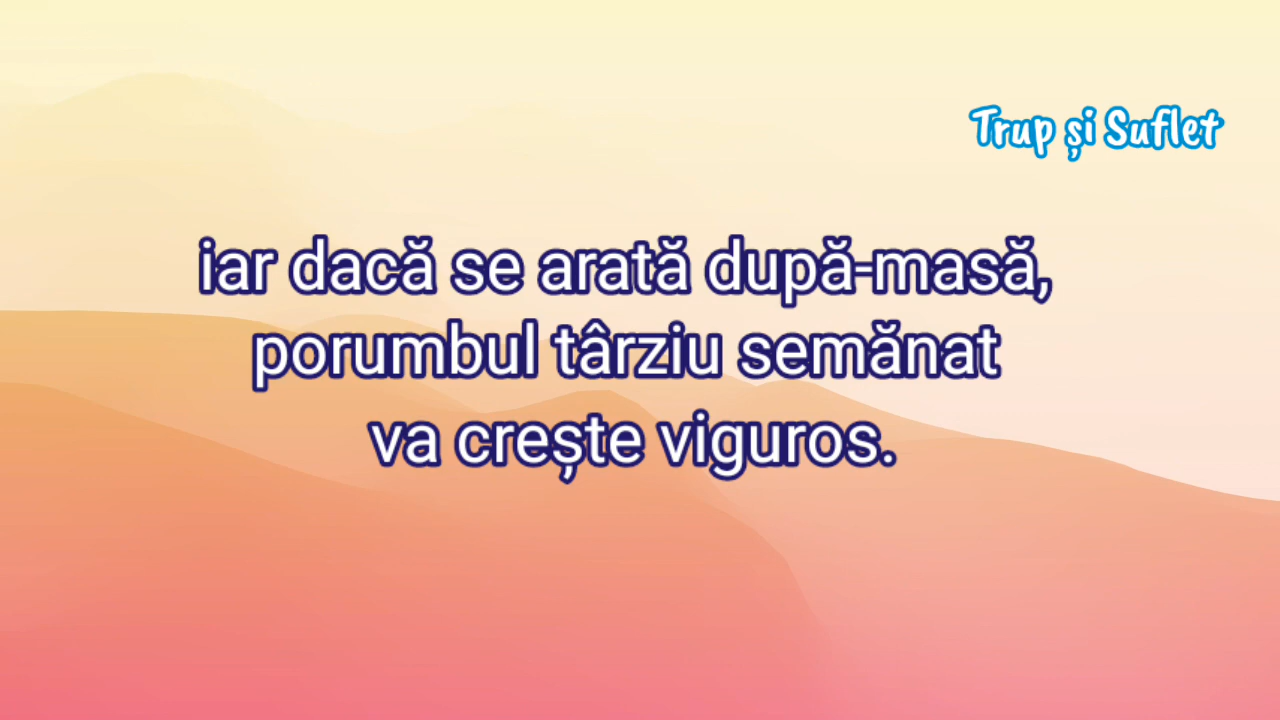 Trup și Suflet
iar dacă se arată după-masă,
porumbul târziu semănat
va crește viguros.